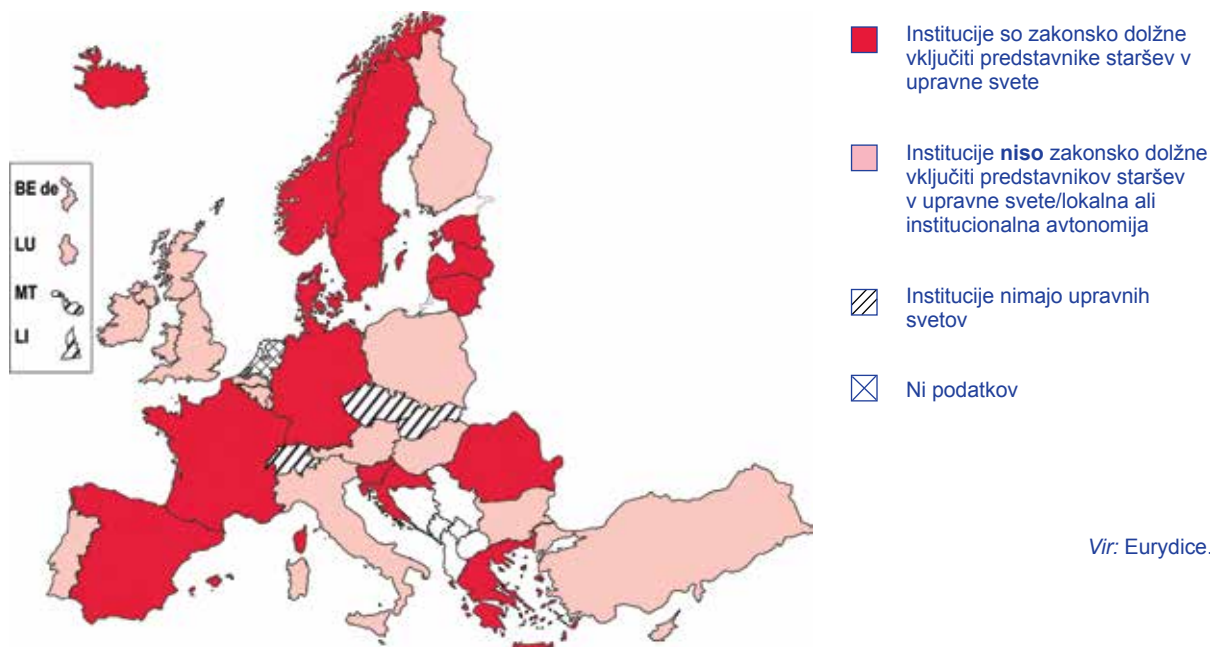 BE de
LU
MT
LI
Institucije so zakonsko dolžne
vključiti predstavnike staršev v
upravne svete
Institucije niso zakonsko dolžne
vključiti predstavnikov staršev
v upravne svete/lokalna ali
institucionalna avtonomija
Institucije nimajo upravnih
svetov
Ni podatkov
Vir: Eurydice.